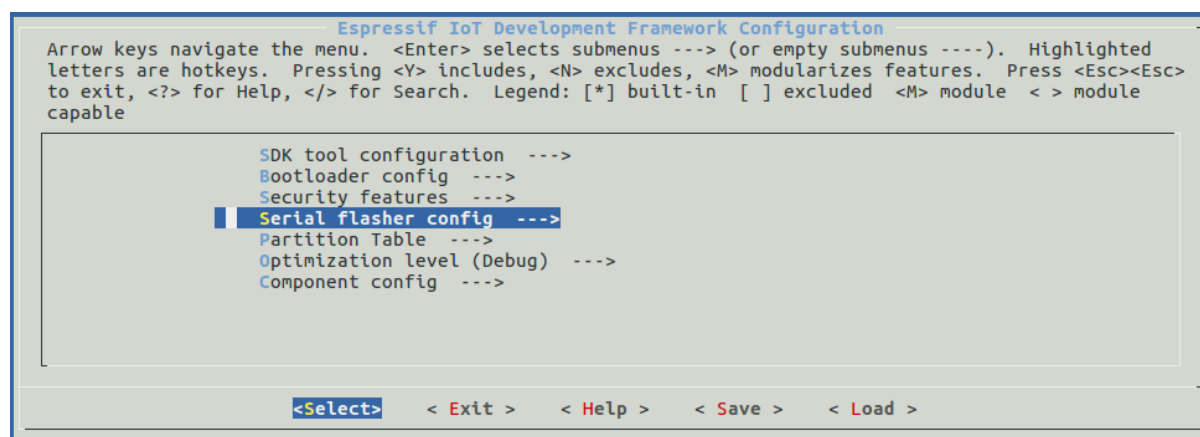 Espressif IoT Development Framework Configuration
Arrow keys navigate the menu.  <Enter> selects submenus ---> (or empty submenus ----).  Highlighted
letters are hotkeys.  Pressing <Y> includes, <N> excludes, <M> modularizes features.  Press <Esc><Esc>
to exit, <?> for Help, </> for Search.  Legend: [*] built-in  [ ] excluded  <M> module  < > module
capable
SDK tool configuration  --->
Bootloader config  --->
Security features  --->
Serial flasher config  --->
Partition Table  --->
Optimization level (Debug)  --->
Component config  --->
<Select>    < Exit >    < Help >    < Save >    < Load >